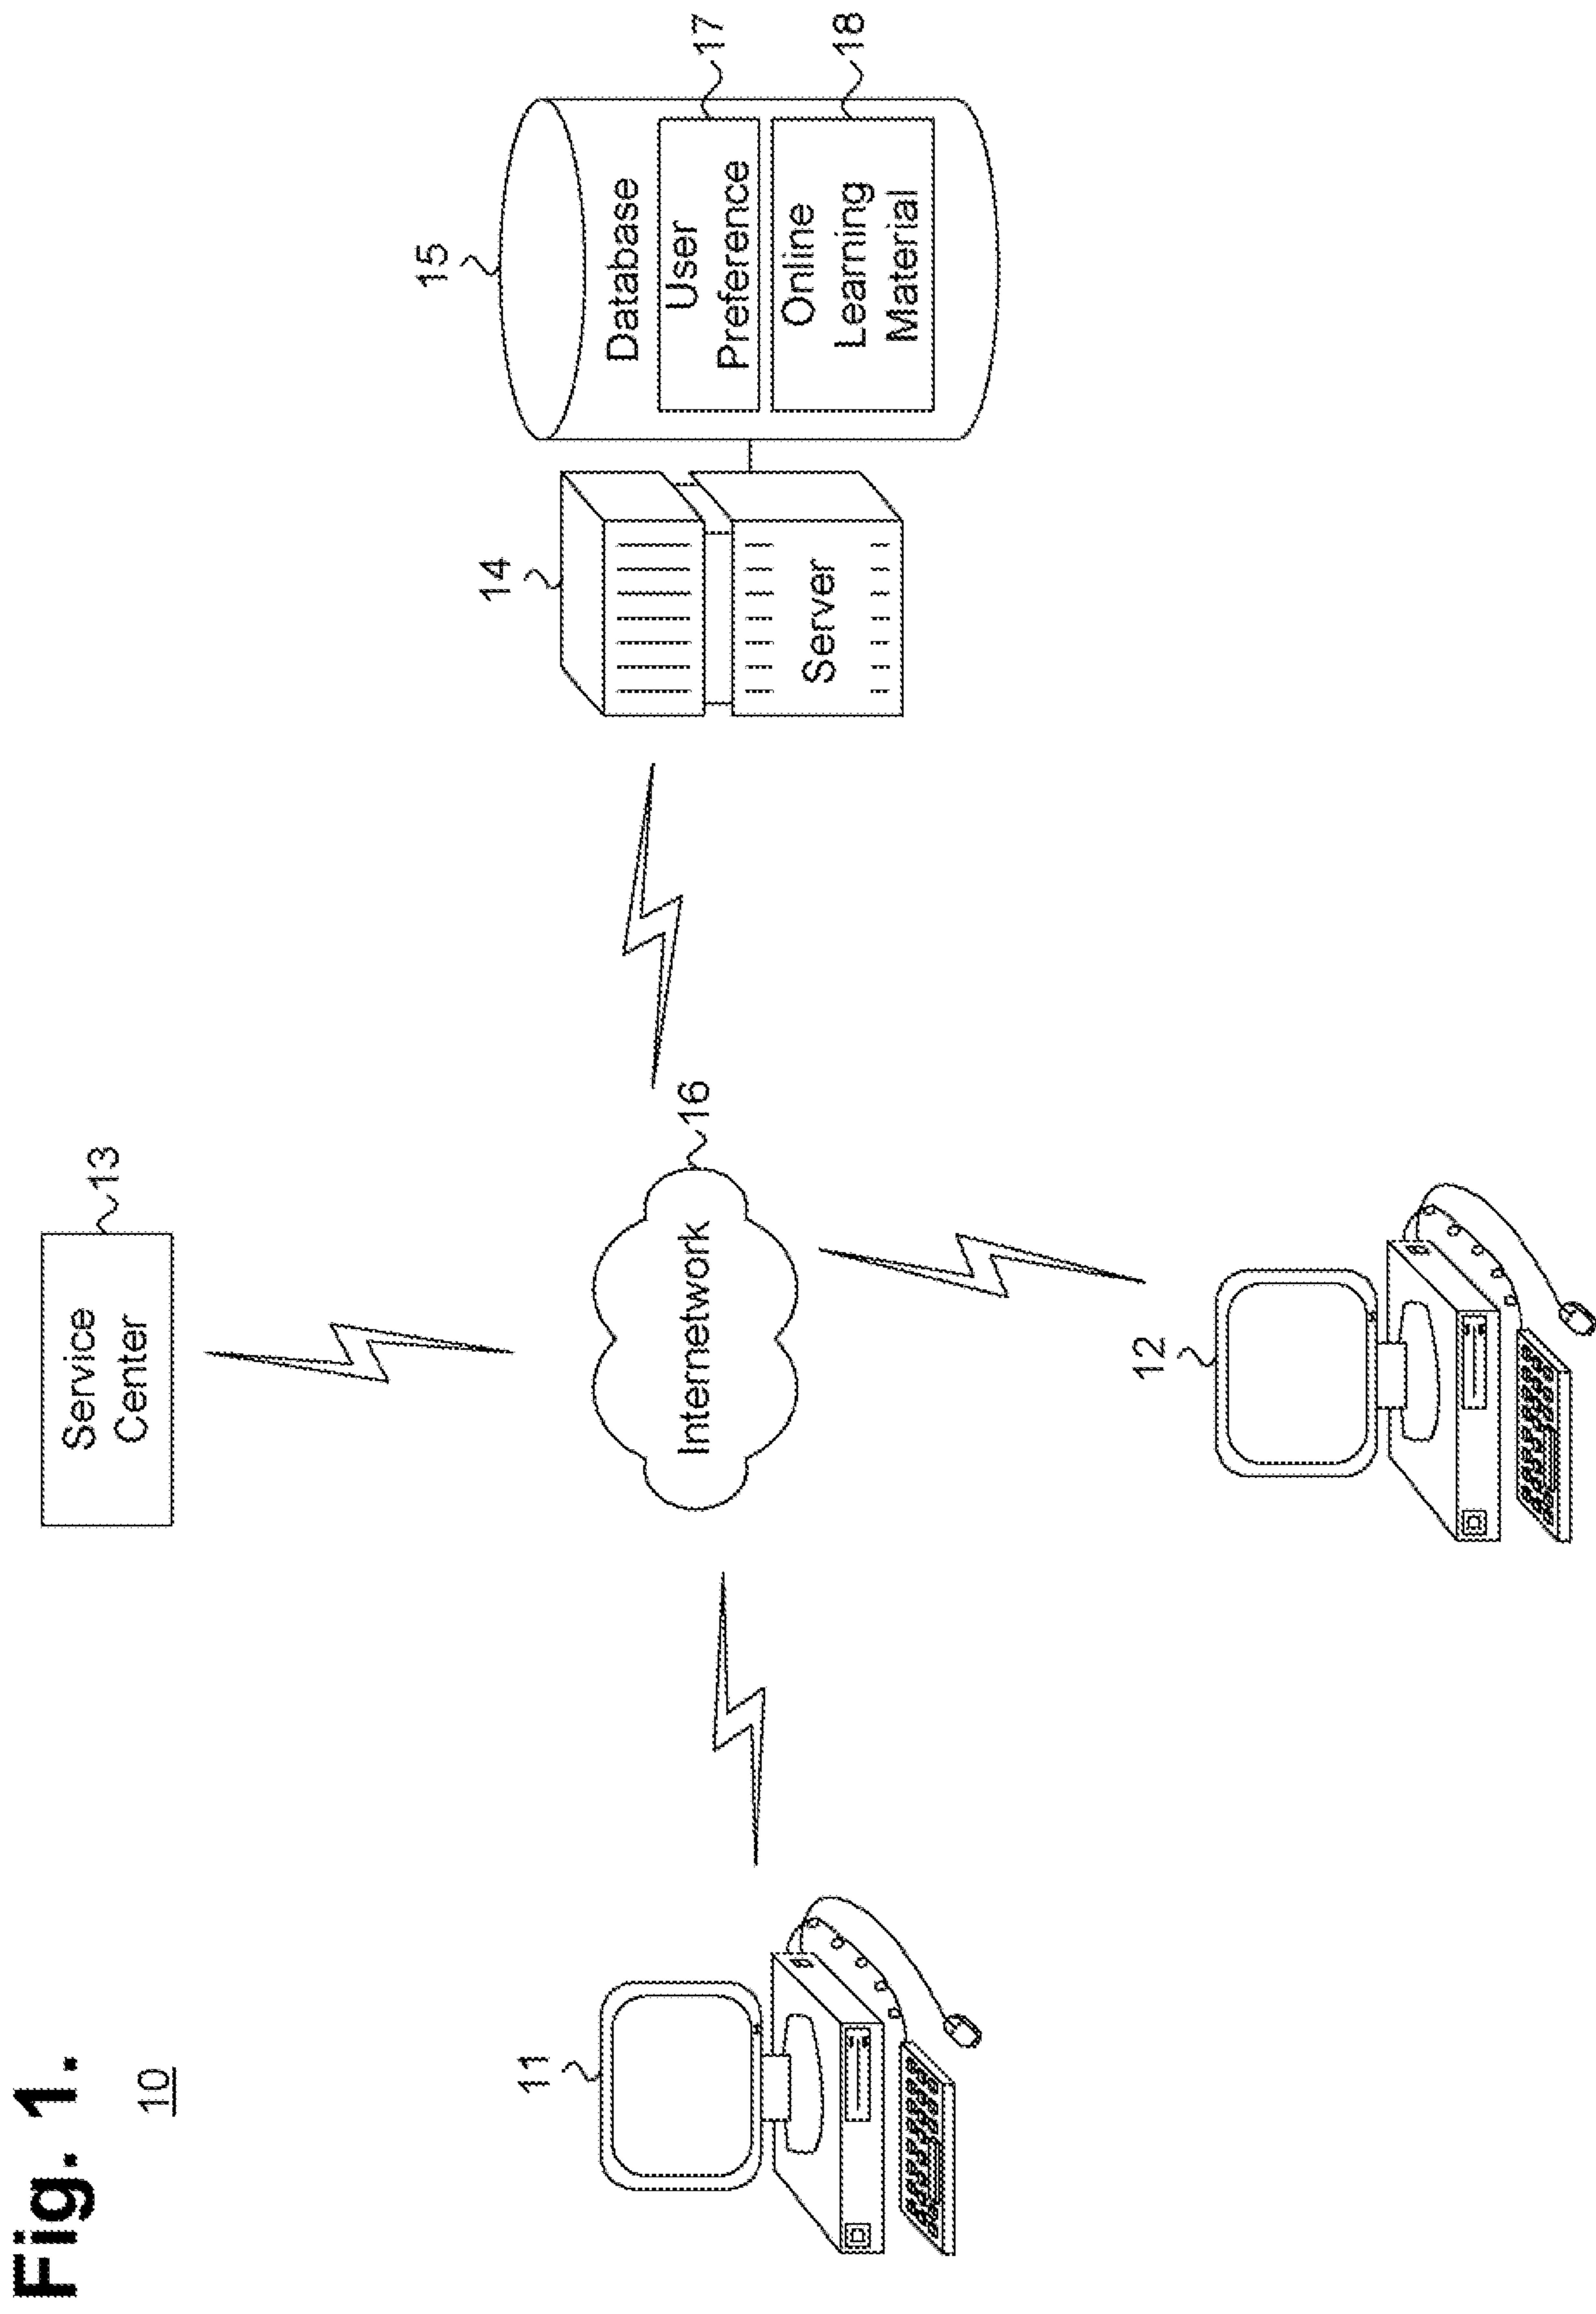 Fig. 1.
10
Service
Center
13
15
Database
User
Preference
17
Online
Learning
Material
18
14
Server
16
Internetwork
11
12